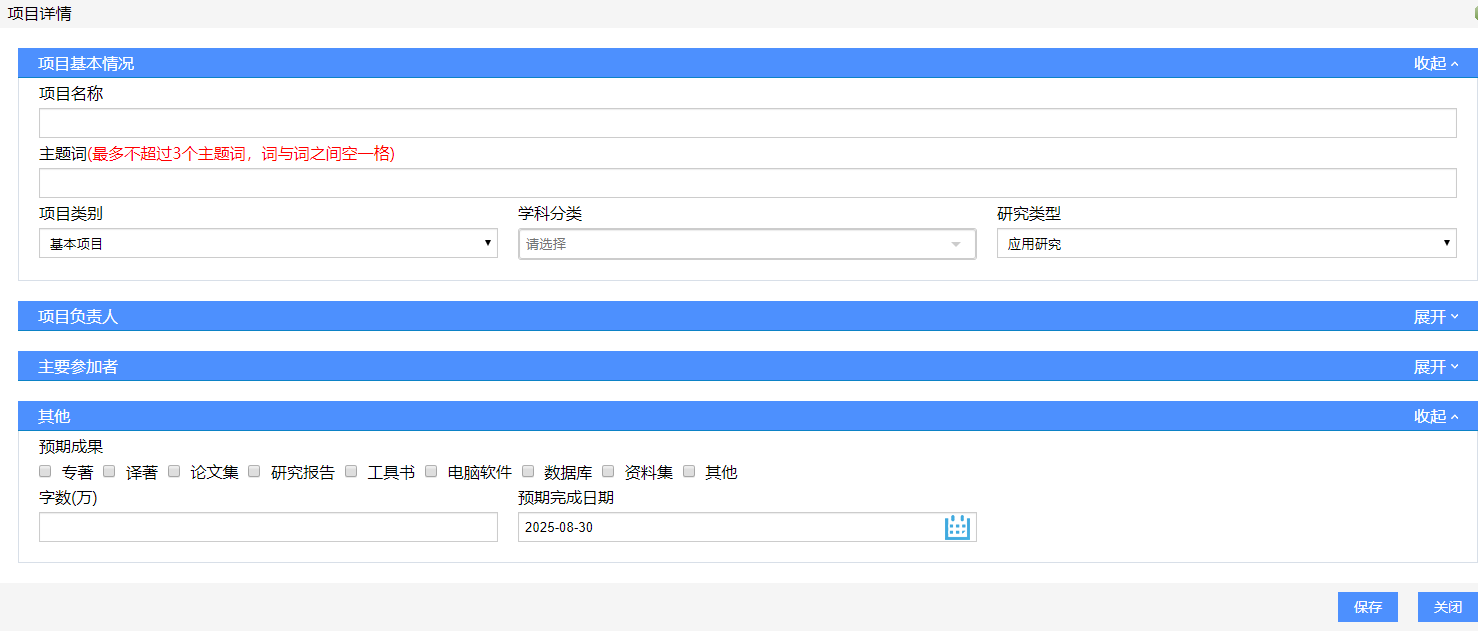 项目详情
项目基本情况 收起
项目名称
主题词(最多不超过3个主题词，词与词之间空一格)
项目类别 学科分类 研究类型
基本项目 请选择 应用研究
项目负责人 展开
主要参加者 展开
其他 收起
预期成果
专著 译著 论文集 研究报告 工具书 电脑软件 数据库 资料集 其他
字数(万) 预期完成日期
2025-08-30
保存 关闭